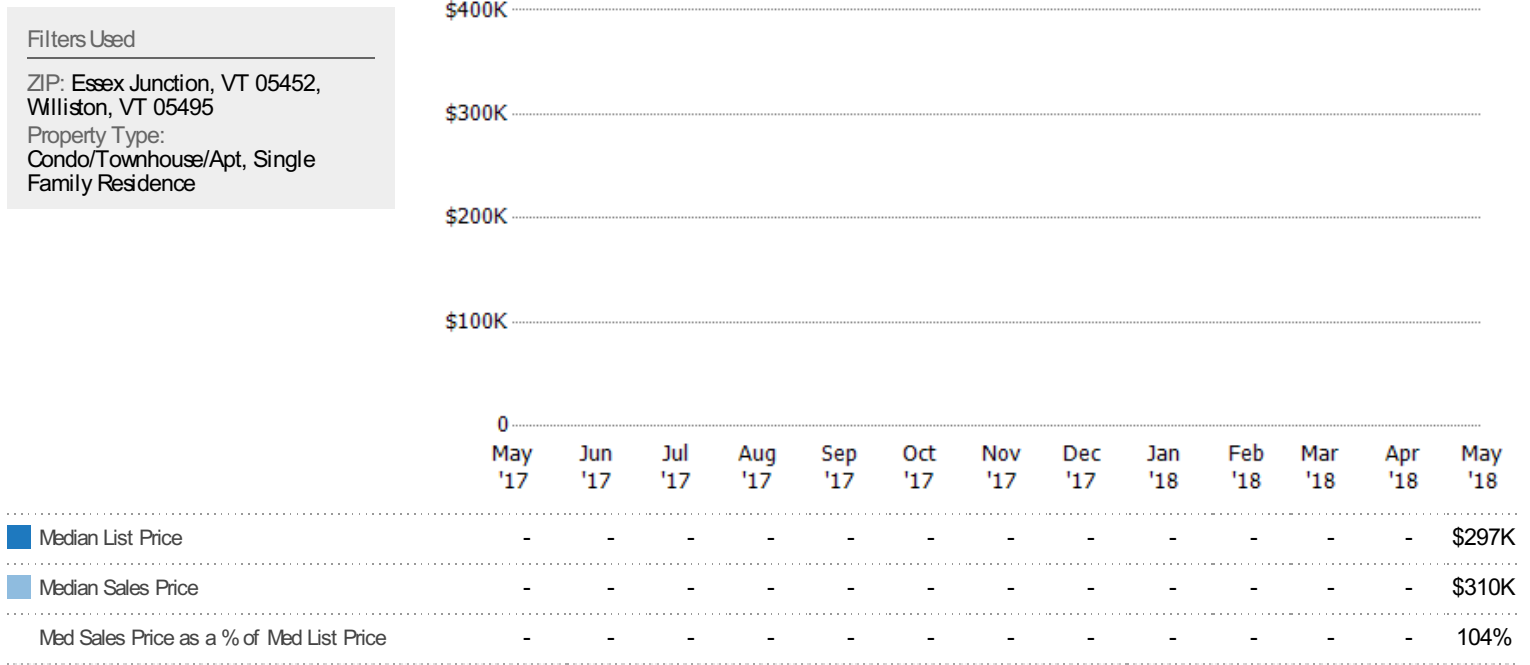 Filters Used
ZIP: Essex Junction, VT 05452,
Williston, VT 05495
Property Type:
Condo/Townhouse/Apt, Single
Family Residence
$400K
$300K
$200K
$100K
0
May '17 Jun '17 Jul '17 Aug '17 Sep '17 Oct '17 Nov '17 Dec '17 Jan '18 Feb '18 Mar '18 Apr '18 May '18
Median List Price - - - - - - - - - - - - $297K
Median Sales Price - - - - - - - - - - - - $310K
Med Sales Price as a % of Med List Price - - - - - - - - - - - - 104%